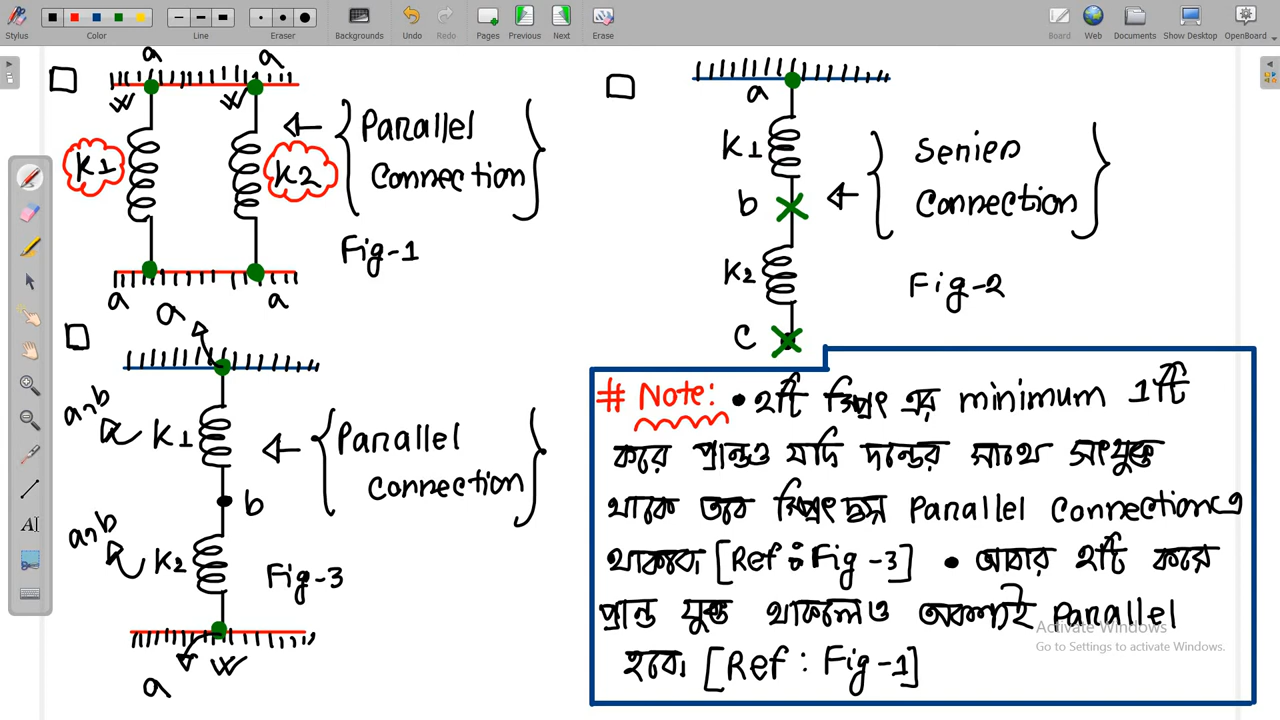 Stylus
Color
Line
Eraser
Backgrounds
Undo
Redo
Pages
Previous
Next
Erase
Board
Web
Documents
Show Desktop
OpenBoard
a
a
K1
K2
Parallel
Connection
Fig-1
a
a
a
K1
b
K2
C
Series
Connection
Fig-2
a
a,b
K1
b
a,b
K2
a
Parallel
Connection
Fig-3
# Note: • ২টি স্প্রিং এর minimum 1টি
করে প্রান্তও যদি দন্ডের সাথে সংযুক্ত
থাকে তবে স্প্রিংদ্বয় Parallel Connection এ
থাকবে। [Ref : Fig-3] • আবার ২টি করে
প্রান্ত যুক্ত থাকলেও অবশ্যই Parallel
হবে। [Ref : Fig-1]
Activate Windows
Go to Settings to activate Windows.